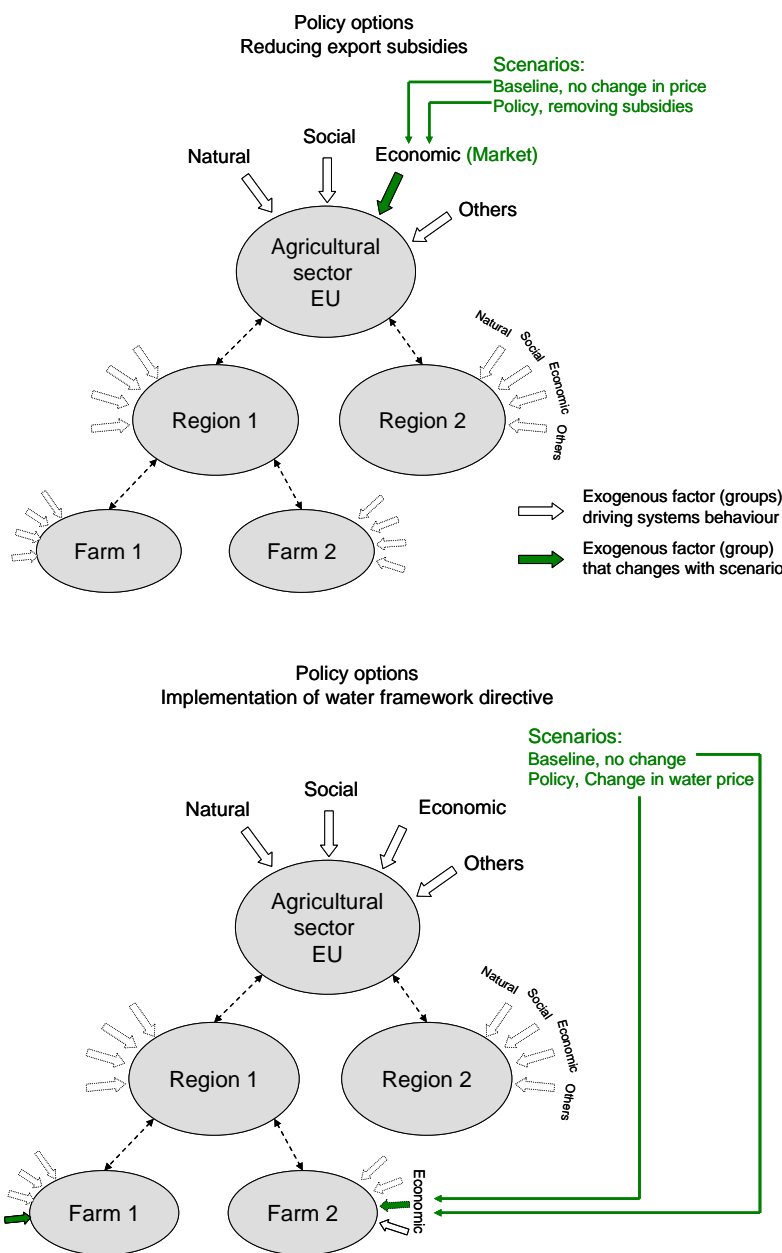 Policy options
Reducing export subsidies
Scenarios:
Baseline, no change in price
Policy, removing subsidies
Social
Natural
Economic (Market)
Others
Agricultural
sector
EU
Natural
Social
Economic
Others
Region 1
Region 2
Exogenous factor (groups)
driving systems behaviour
Farm 1
Farm 2
Exogenous factor (group)
that changes with scenario
Policy options
Implementation of water framework directive
Scenarios:
Baseline, no change
Policy, Change in water price
Social
Natural
Economic
Others
Agricultural
sector
EU
Natural
Social
Economic
Others
Region 1
Region 2
Farm 1
Farm 2
Economic